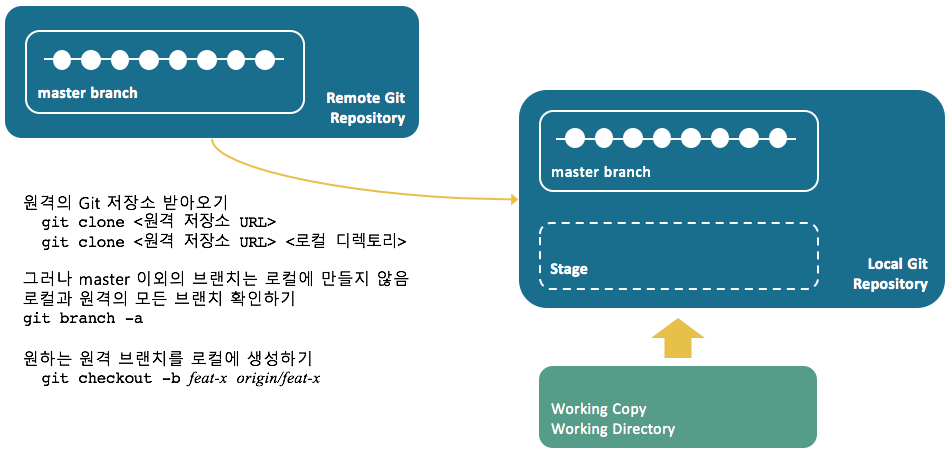 master branch
Remote Git
Repository
원격의 Git 저장소 받아오기
git clone <원격 저장소 URL>
git clone <원격 저장소 URL> <로컬 디렉토리>
그러나 master 이외의 브랜치는 로컬에 만들지 않음
로컬과 원격의 모든 브랜치 확인하기
git branch -a
원하는 원격 브랜치를 로컬에 생성하기
git checkout -b feat-x origin/feat-x
master branch
Stage
Local Git
Repository
Working Copy
Working Directory